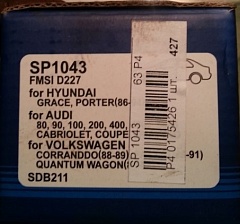 SP1043
FMSI D227
for HYUNDAI
GRACE, PORTER(86-
for AUDI
80, 90, 100, 200, 400,
CABRIOLET, COUPE
for VOLKSWAGEN
CORRANDDO(88-89) -91)
QUANTUM WAGON(
SDB211
SP 1043 63 P4
P4 0175426 1 шт.
427